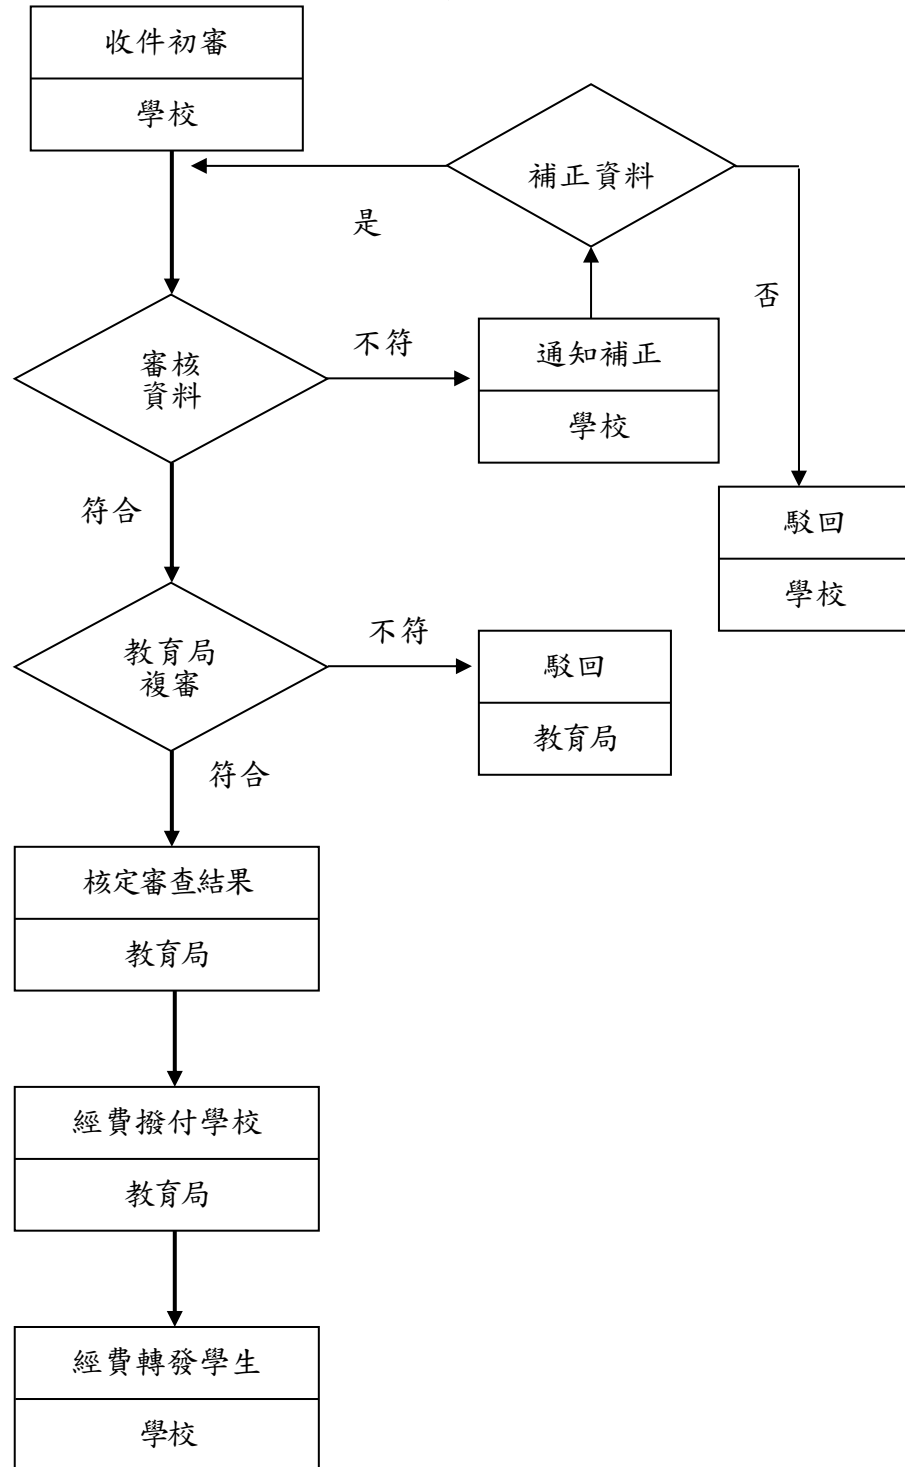 收件初審
學校
補正資料
是
否
不符
通知補正
學校
審核
資料
符合
駁回
學校
不符
教育局
複審
駁回
教育局
符合
核定審查結果
教育局
經費撥付學校
教育局
經費轉發學生
學校